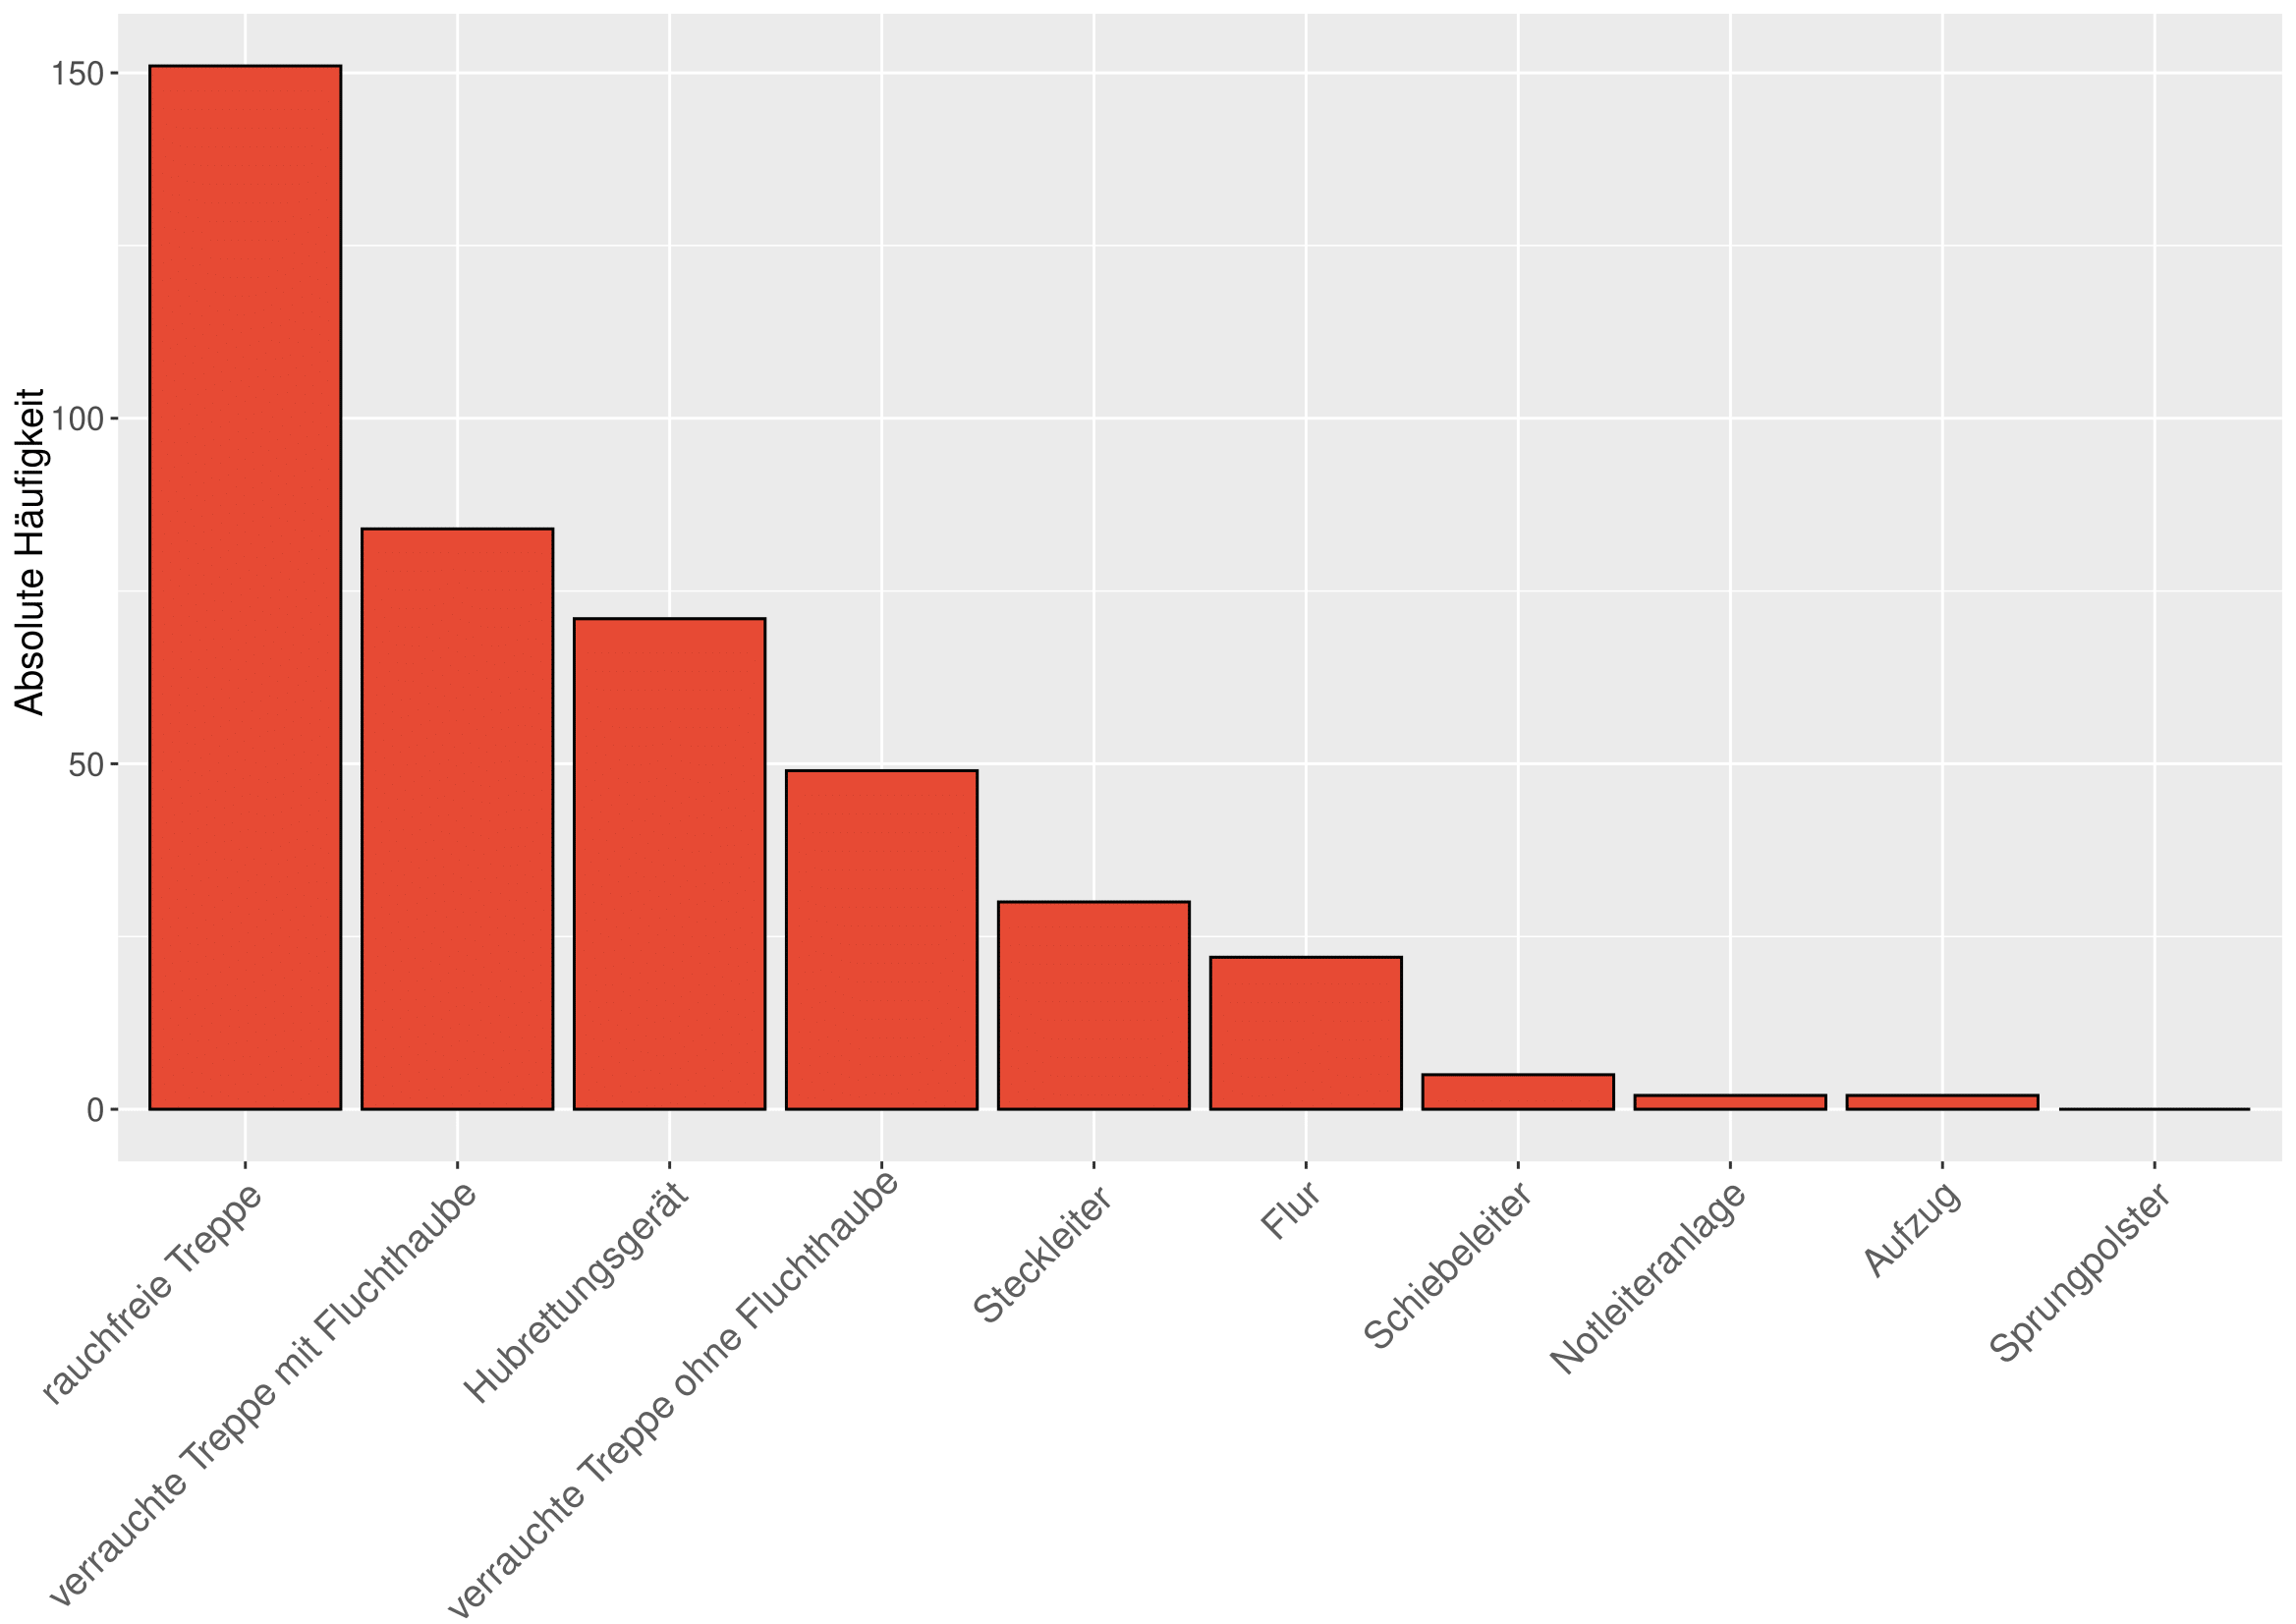 Absolute Häufigkeit
150
100
50
0
rauchfreie Treppe
verrauchte Treppe mit Fluchthaube
Hubrettungsgerät
verrauchte Treppe ohne Fluchthaube
Steckleiter
Flur
Schiebeleiter
Notleiteranlage
Aufzug
Sprungpolster